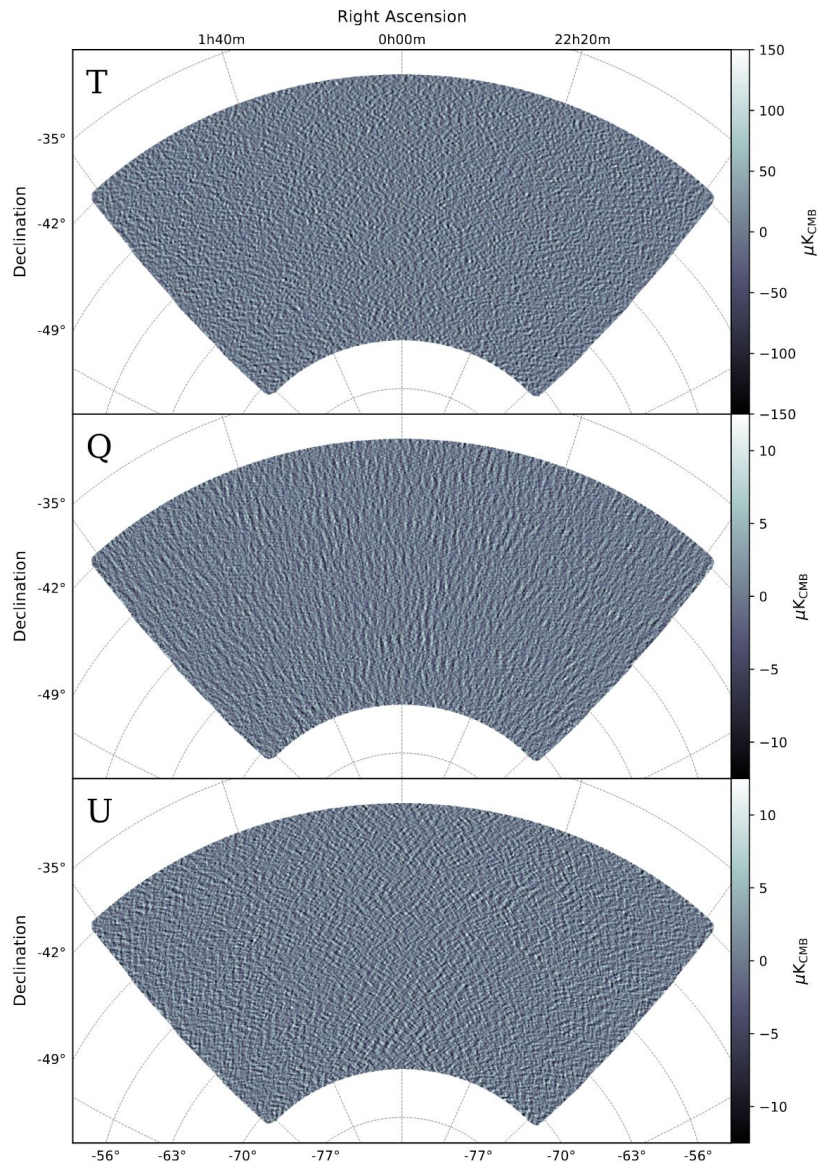 Right Ascension
1h40m 0h00m 22h20m
T
150
100
50
0
−50
−100
−150
μK_CMB
-35°
-42°
-49°
Declination
Q
10
5
0
−5
−10
μK_CMB
-35°
-42°
-49°
Declination
U
10
5
0
−5
−10
μK_CMB
-35°
-42°
-49°
Declination
-56° -63° -70° -77° -77° -70° -63° -56°